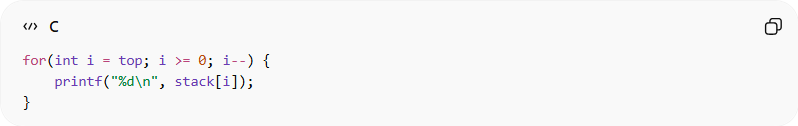 </> C
for(int i = top; i >= 0; i--) {
    printf("%d\n", stack[i]);
}